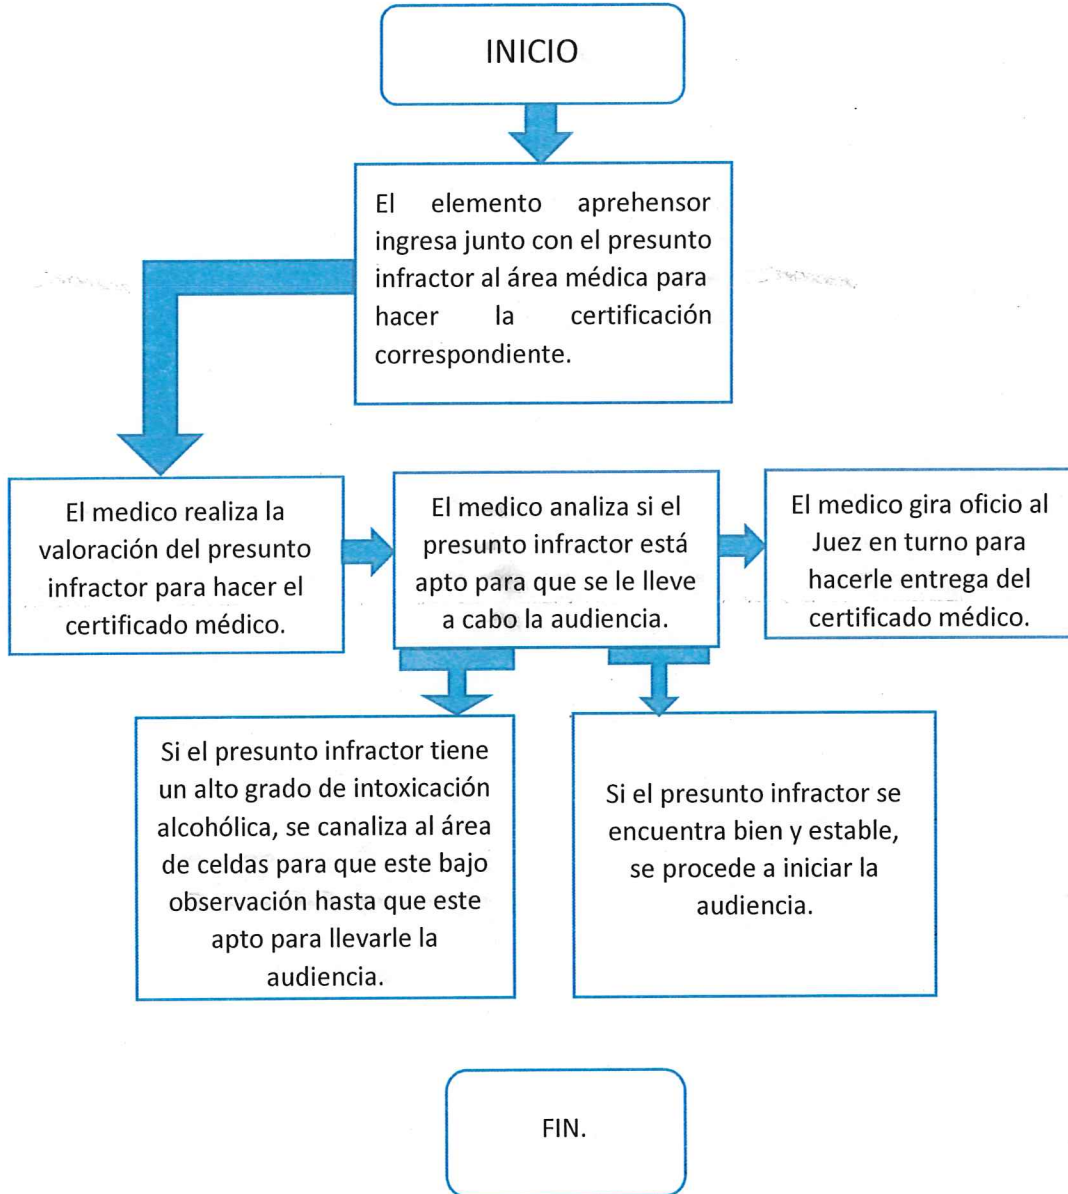 INICIO
El elemento aprehensor
ingresa junto con el presunto
infractor al área médica para
hacer la certificación
correspondiente.
El medico realiza la
valoración del presunto
infractor para hacer el
certificado médico.
El medico analiza si el
presunto infractor está
apto para que se le lleve
a cabo la audiencia.
El medico gira oficio al
Juez en turno para
hacerle entrega del
certificado médico.
Si el presunto infractor tiene
un alto grado de intoxicación
alcohólica, se canaliza al área
de celdas para que este bajo
observación hasta que este
apto para llevarle la
audiencia.
Si el presunto infractor se
encuentra bien y estable,
se procede a iniciar la
audiencia.
FIN.